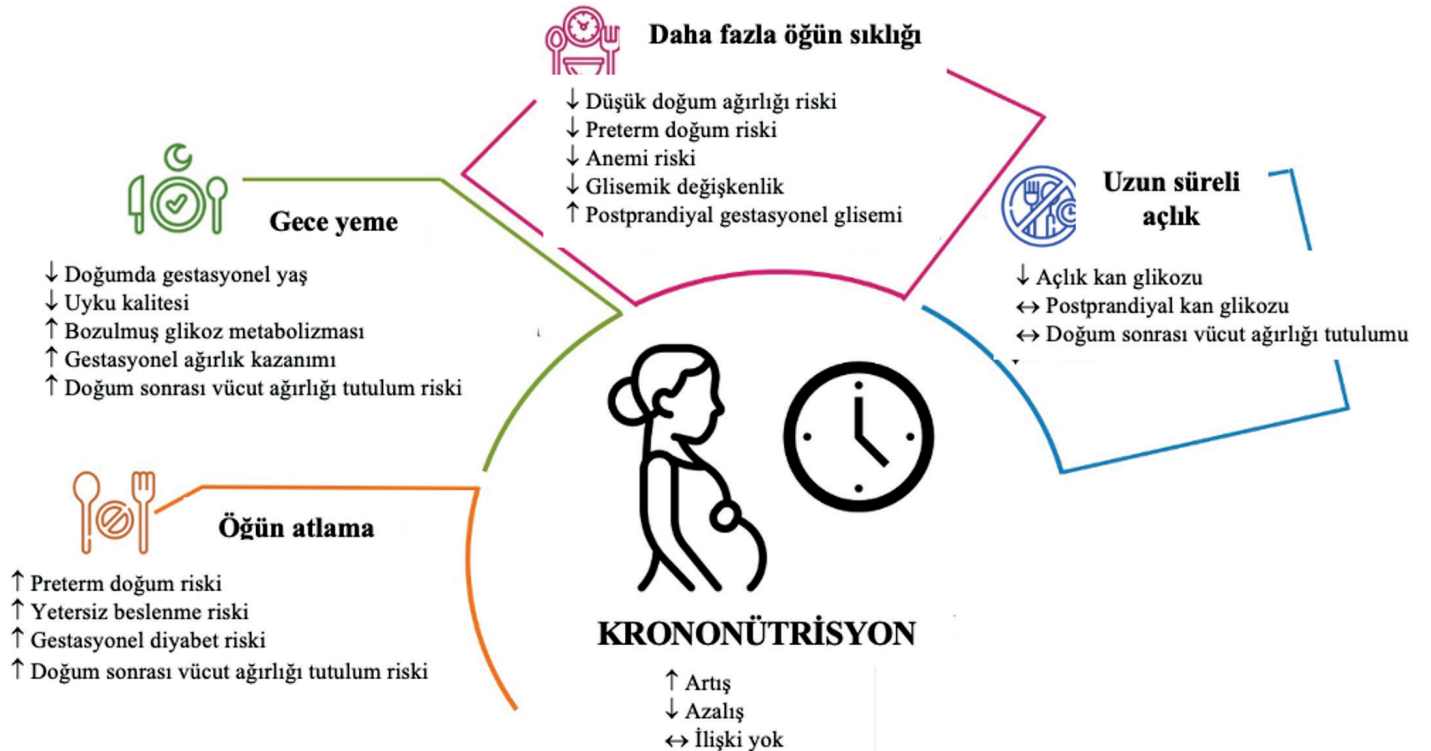 Daha fazla öğün sıklığı
↓ Düşük doğum ağırlığı riski
↓ Preterm doğum riski
↓ Anemi riski
↓ Glisemik değişkenlik
↑ Postprandiyal gestasyonel glisemi
Gece yeme
↓ Doğumda gestasyonel yaş
↓ Uyku kalitesi
↑ Bozulmuş glikoz metabolizması
↑ Gestasyonel ağırlık kazanımı
↑ Doğum sonrası vücut ağırlığı tutulum riski
Uzun süreli
açlık
↓ Açlık kan glikozu
↔ Postprandiyal kan glikozu
↔ Doğum sonrası vücut ağırlığı tutulumu
Öğün atlama
↑ Preterm doğum riski
↑ Yetersiz beslenme riski
↑ Gestasyonel diyabet riski
↑ Doğum sonrası vücut ağırlığı tutulum riski
KRONONÜTRİSYON
↑ Artış
↓ Azalış
↔ İlişki yok